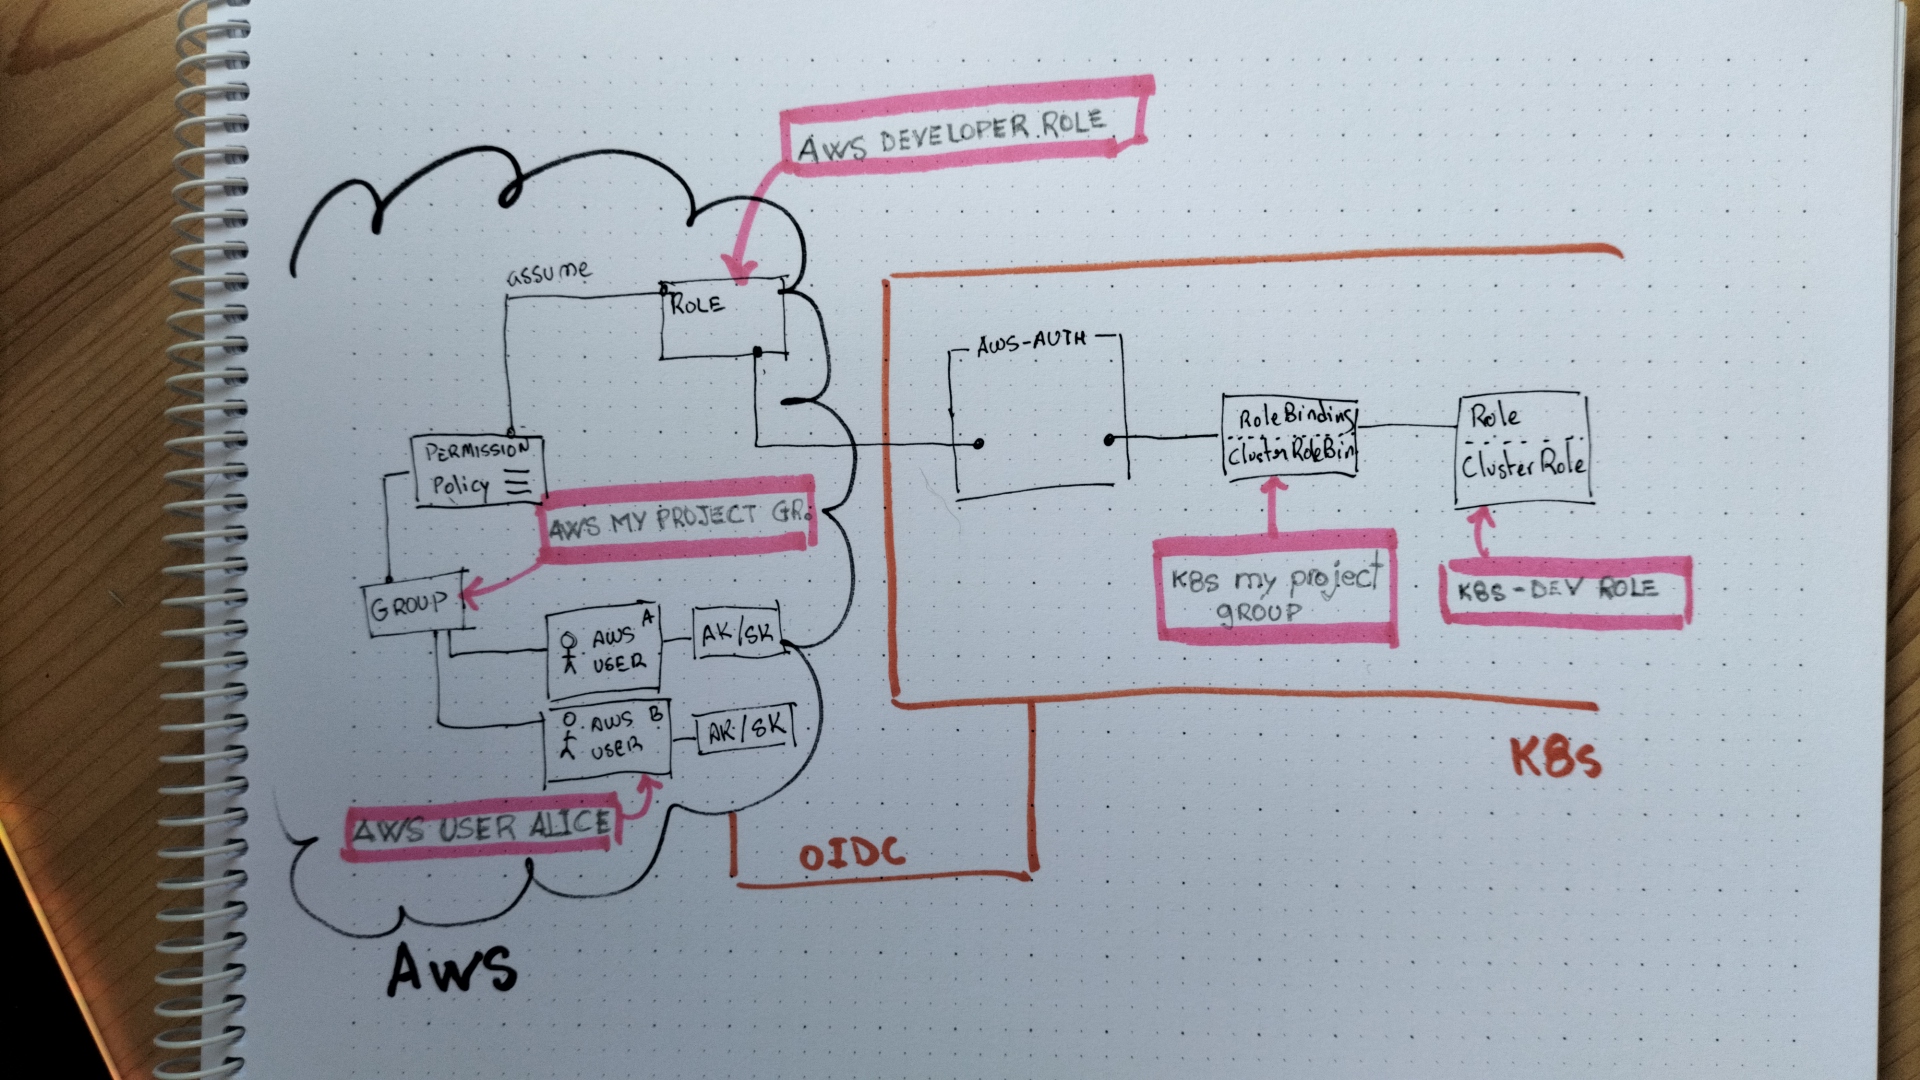 AWS DEVELOPER ROLE
assume
ROLE
AWS-AUTH
RoleBinding
ClusterRoleBin
Role
ClusterRole
PERMISSION
Policy
AWS MY PROJECT GR.
K8s my project
GROUP
K8S-DEV ROLE
GROUP
AWS A
USER
AK/SK
AWS B
USER
AK/SK
AWS USER ALICE
OIDC
K8s
AWS